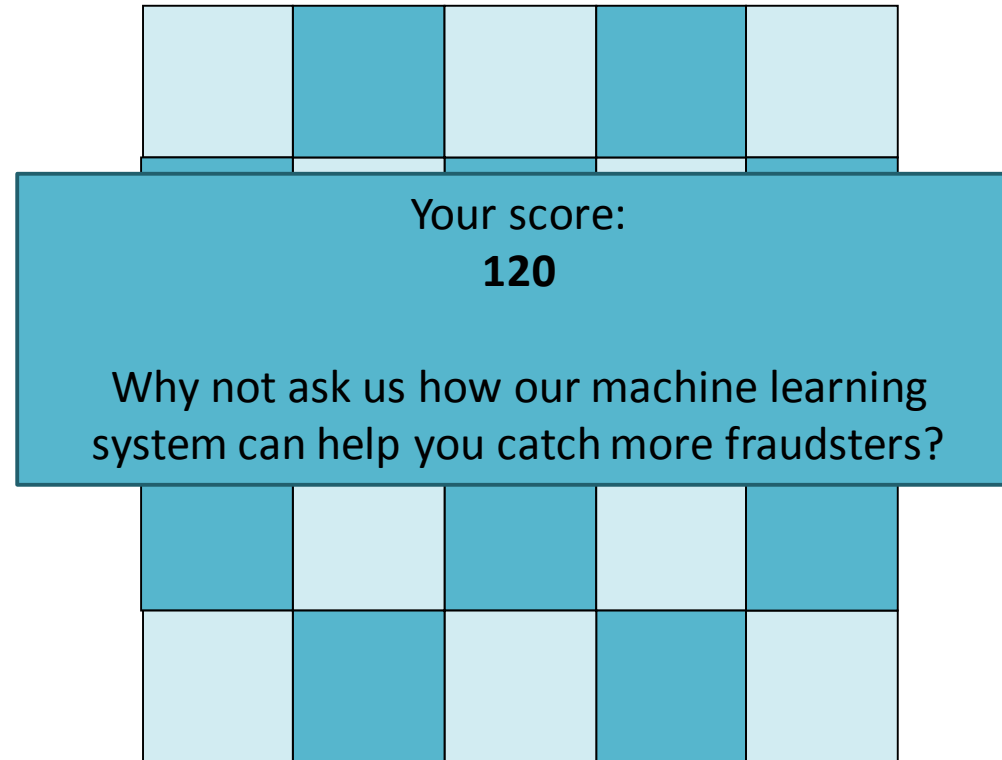 Your score:
120
Why not ask us how our machine learning
system can help you catch more fraudsters?